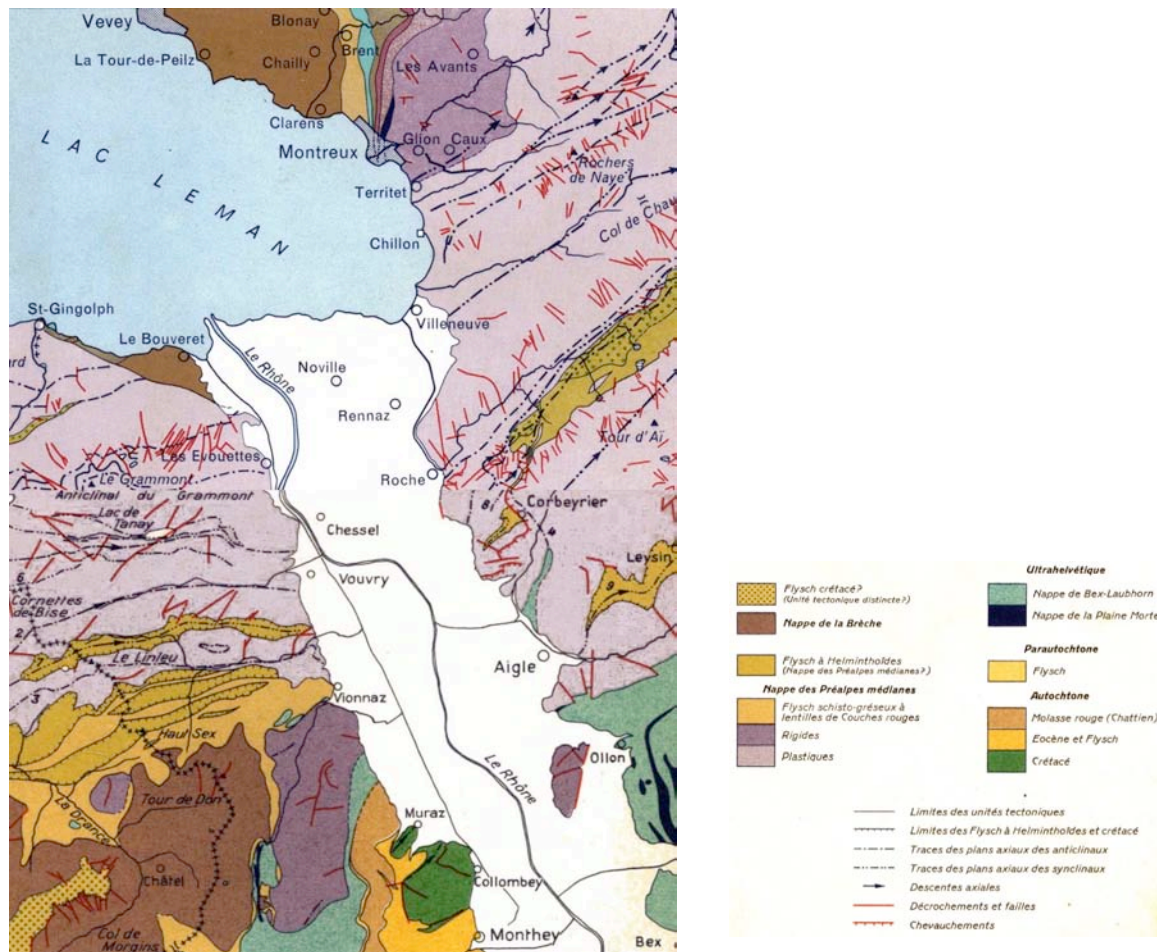 Vevey
Blonay
Brent
La Tour-de-Peilz
Chailly
Les Avants
Clarens
Montreux
Glion
Caux
Rochers
de Naye
Territet
LAC LEMAN
Col de Chau
Chillon
St-Gingolph
Villeneuve
Le Bouveret
Le Rhône
ard
Noville
Rennaz
Tour d'Aï
Les Evouettes
Le Grammont
Roche
Anticlinal du Grammont
8
Corbeyrier
Lac de
Tanay
Chessel
4
Leysin
6
Vouvry
9
Cornettes
de Bise
2
Le Linleu
Aigle
3
Vionnaz
Haut Sex
Ollon
Le Rhône
Tour de Don
La Drance
Muraz
Châtel
Collombey
Col de
Morgins
Monthey
Bex
Flysch crétacé?
(Unité tectonique distincte?)
Nappe de la Brèche
Flysch à Helminthoïdes
(Nappe des Préalpes médianes?)
Nappe des Préalpes médianes
Flysch schisto-gréseux à
lentilles de Couches rouges
Rigides
Plastiques
Ultrahelvétique
Nappe de Bex-Laubhorn
Nappe de la Plaine Morte
Parautochtone
Flysch
Autochtone
Molasse rouge (Chattien)
Eocène et Flysch
Crétacé
Limites des unités tectoniques
Limites des Flysch à Helminthoïdes et crétacé
Traces des plans axiaux des anticlinaux
Traces des plans axiaux des synclinaux
Descentes axiales
Décrochements et failles
Chevauchements